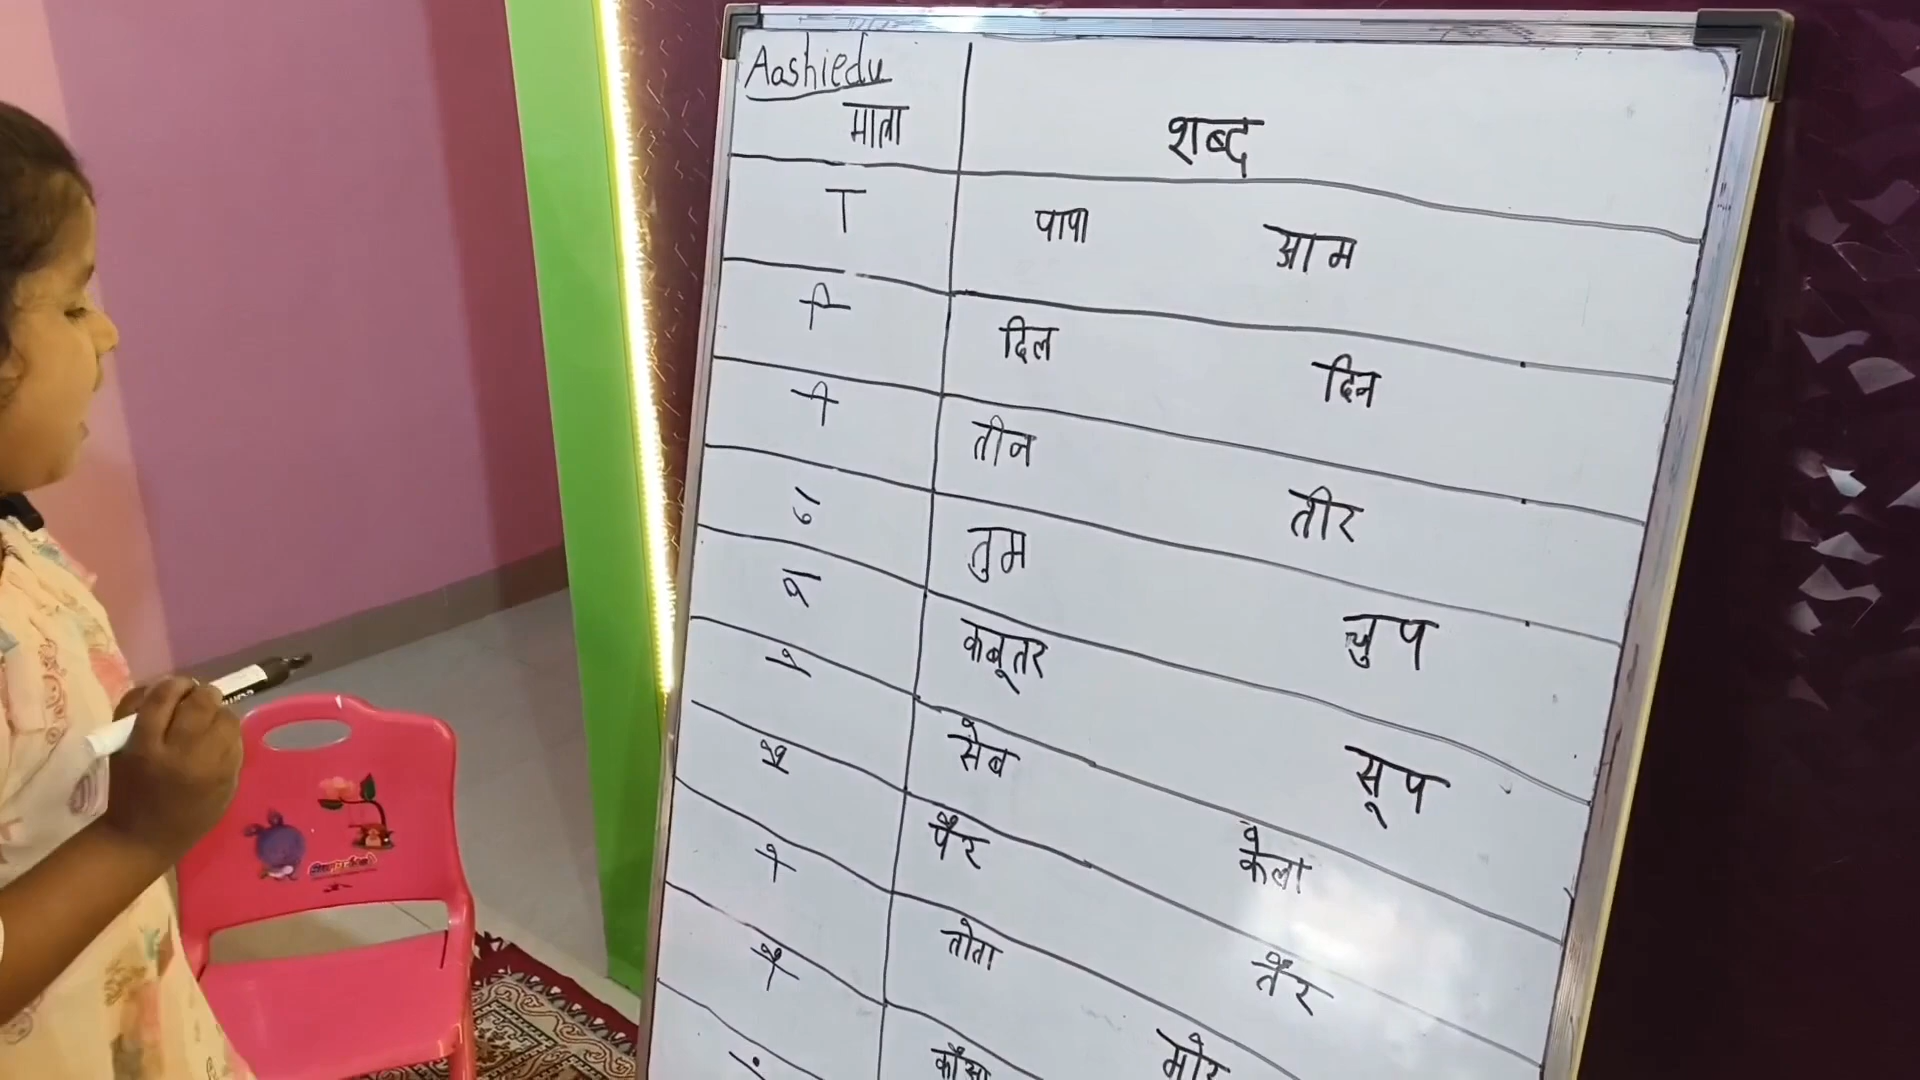 Aashiedu
माला शब्द
ा पापा आम
ि दिल दिन
ी तीन तीर
ु तुम चुप
ू कबूतर सूप
े सेब केला
ै पैर तैर
ो तोता मोर
ौ कौआ
ं